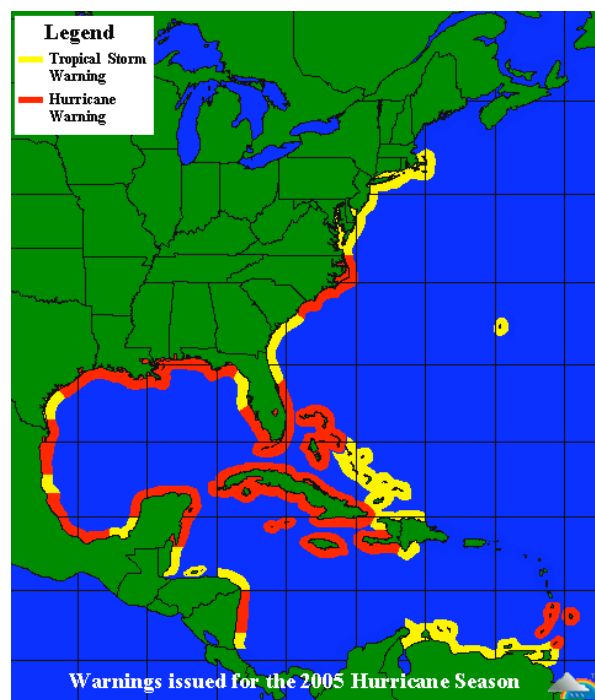 Legend
Tropical Storm
Warning
Hurricane
Warning
Warnings issued for the 2005 Hurricane Season